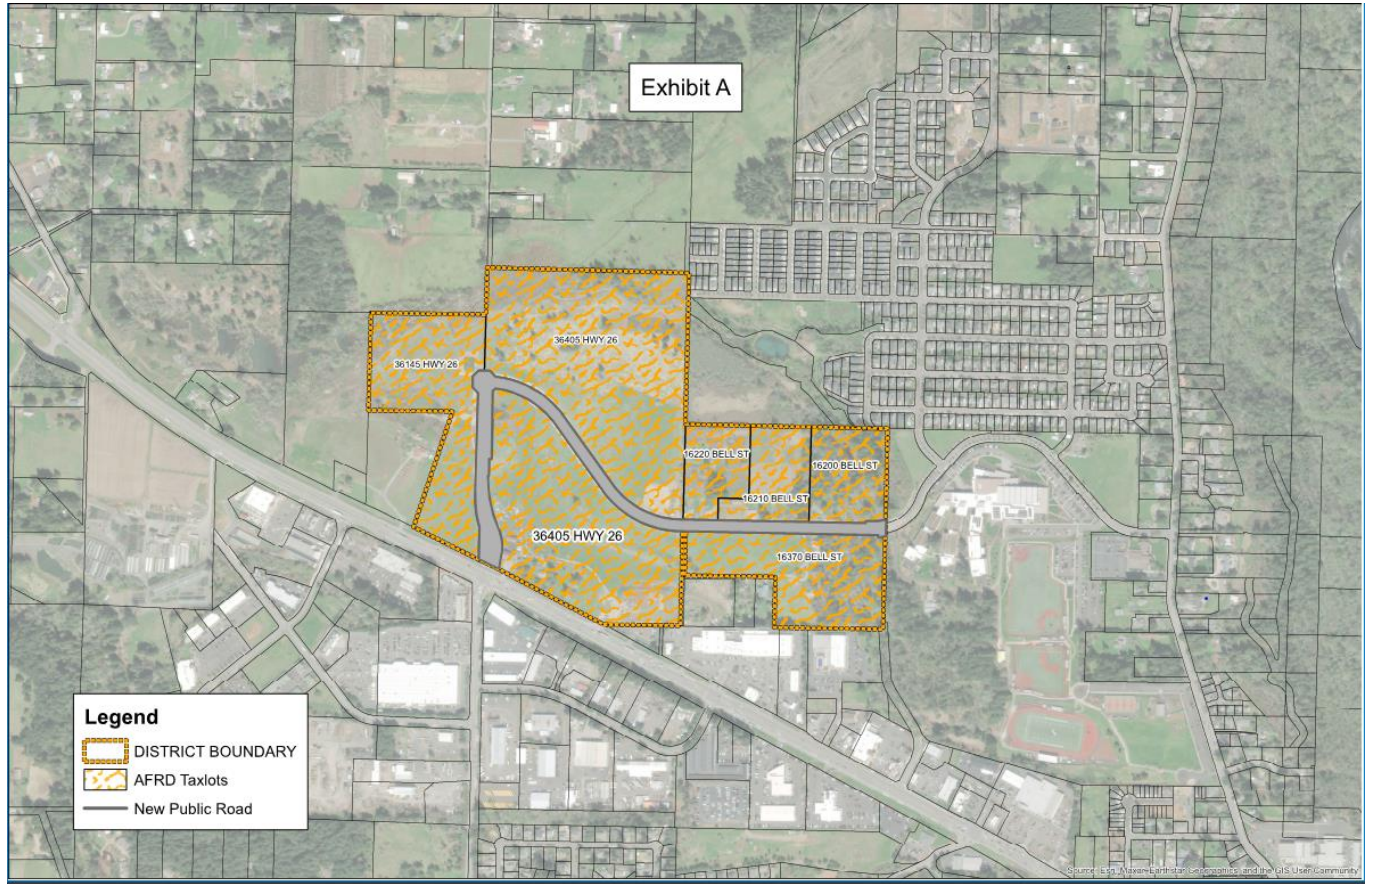 Exhibit A
36405 HWY 26
36145 HWY 26
16220 BELL ST
16200 BELL ST
16210 BELL ST
36405 HWY 26
16370 BELL ST
Legend
DISTRICT BOUNDARY
AFRD Taxlots
New Public Road
Source: Esri, Maxar, Earthstar Geographics, and the GIS User Community